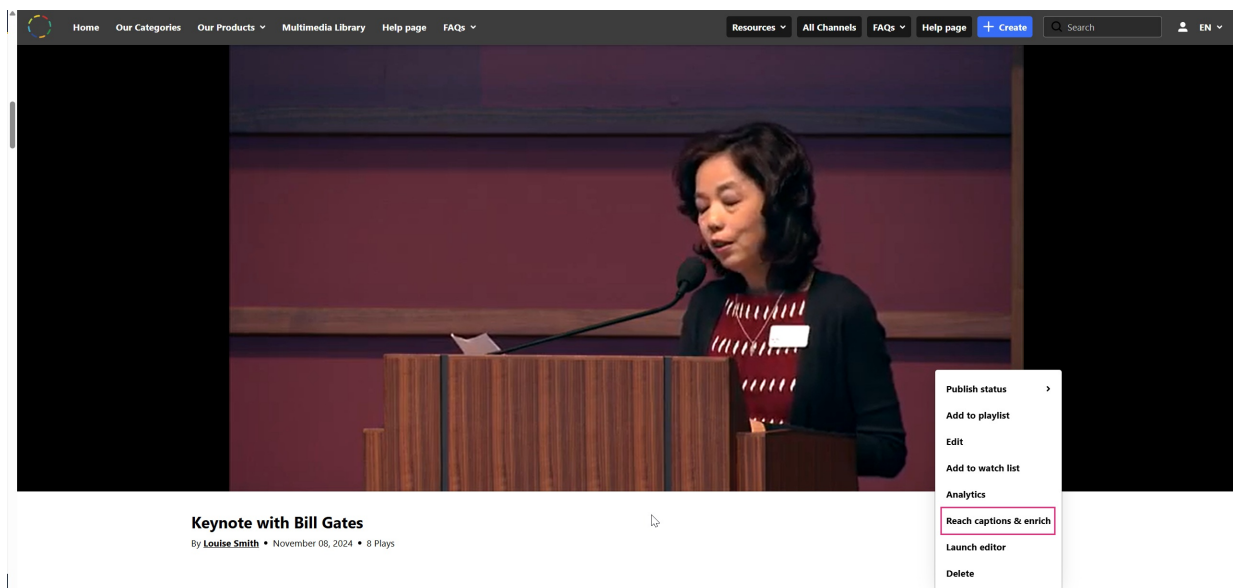 Home Our Categories Our Products Multimedia Library Help page FAQs Resources All Channels FAQs Help page + Create Search EN
Publish status
Add to playlist
Edit
Add to watch list
Analytics
Reach captions & enrich
Launch editor
Delete
Keynote with Bill Gates
By Louise Smith • November 08, 2024 • 8 Plays